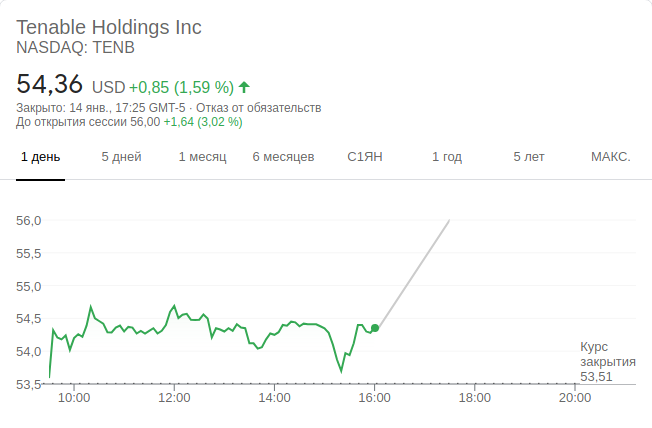 Tenable Holdings Inc
NASDAQ: TENB
54,36 USD +0,85 (1,59 %)
Закрыто: 14 янв., 17:25 GMT-5 · Отказ от обязательств
До открытия сессии 56,00 +1,64 (3,02 %)
1 день 5 дней 1 месяц 6 месяцев С1ЯН 1 год 5 лет МАКС.
56,0
55,5
55,0
54,5
54,0
53,5
Курс
закрытия
53,51
10:00 12:00 14:00 16:00 18:00 20:00